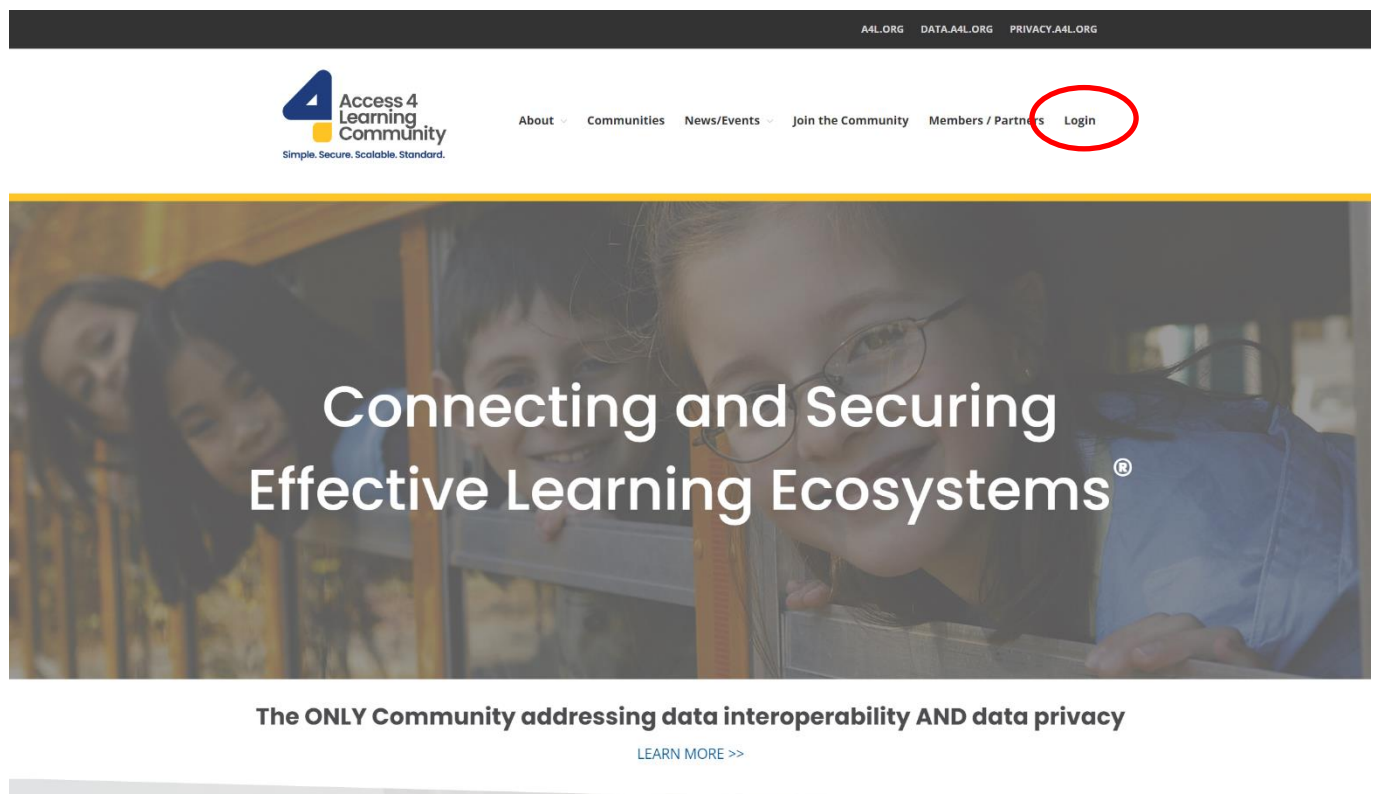 A4L.ORG DATA.A4L.ORG PRIVACY.A4L.ORG
4
Access 4
Learning
Community
Simple. Secure. Scalable. Standard.
About Communities News/Events Join the Community Members / Partners Login
Connecting and Securing
Effective Learning Ecosystems®
The ONLY Community addressing data interoperability AND data privacy
LEARN MORE >>